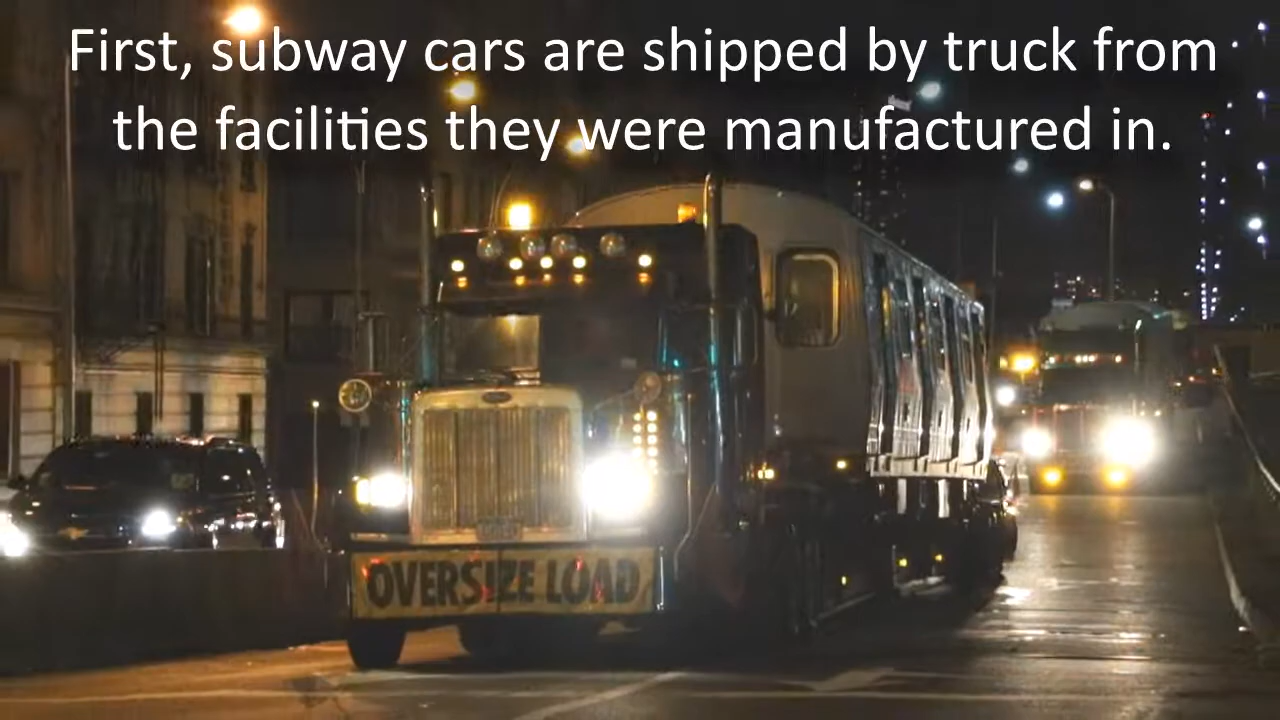 First, subway cars are shipped by truck from
the facilities they were manufactured in.
OVERSIZE LOAD